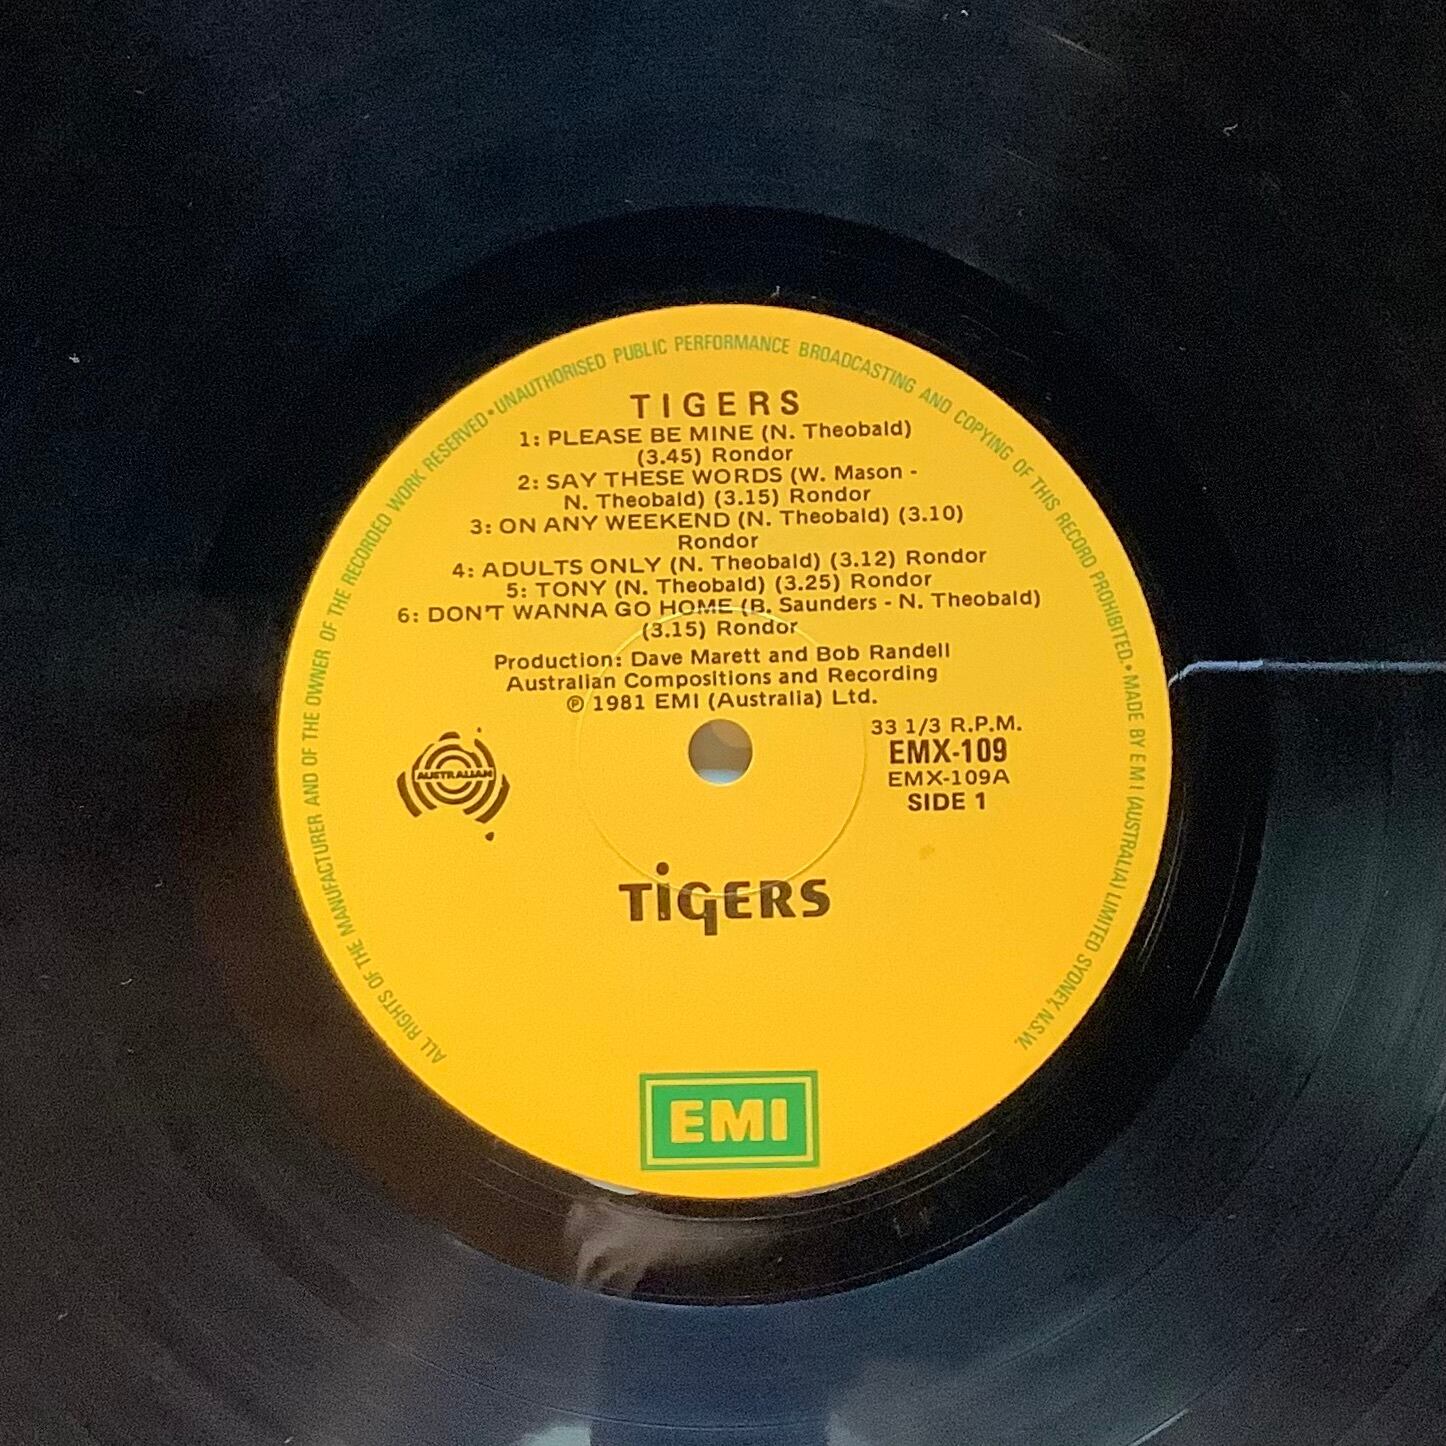 ALL RIGHTS OF THE MANUFACTURER AND OF THE OWNER OF THE RECORDED WORK RESERVED • UNAUTHORISED PUBLIC PERFORMANCE BROADCASTING AND COPYING OF THIS RECORD PROHIBITED. • MADE BY EMI (AUSTRALIA) LIMITED SYDNEY, N.S.W.
TIGERS
1: PLEASE BE MINE (N. Theobald)
(3.45) Rondor
2: SAY THESE WORDS (W. Mason -
N. Theobald) (3.15) Rondor
3: ON ANY WEEKEND (N. Theobald) (3.10)
Rondor
4: ADULTS ONLY (N. Theobald) (3.12) Rondor
5: TONY (N. Theobald) (3.25) Rondor
6: DON'T WANNA GO HOME (B. Saunders - N. Theobald)
(3.15) Rondor
Production: Dave Marett and Bob Randell
Australian Compositions and Recording
℗ 1981 EMI (Australia) Ltd.
33 1/3 R.P.M.
EMX-109
EMX-109A
SIDE 1
AUSTRALIAN
TiGERS
EMI